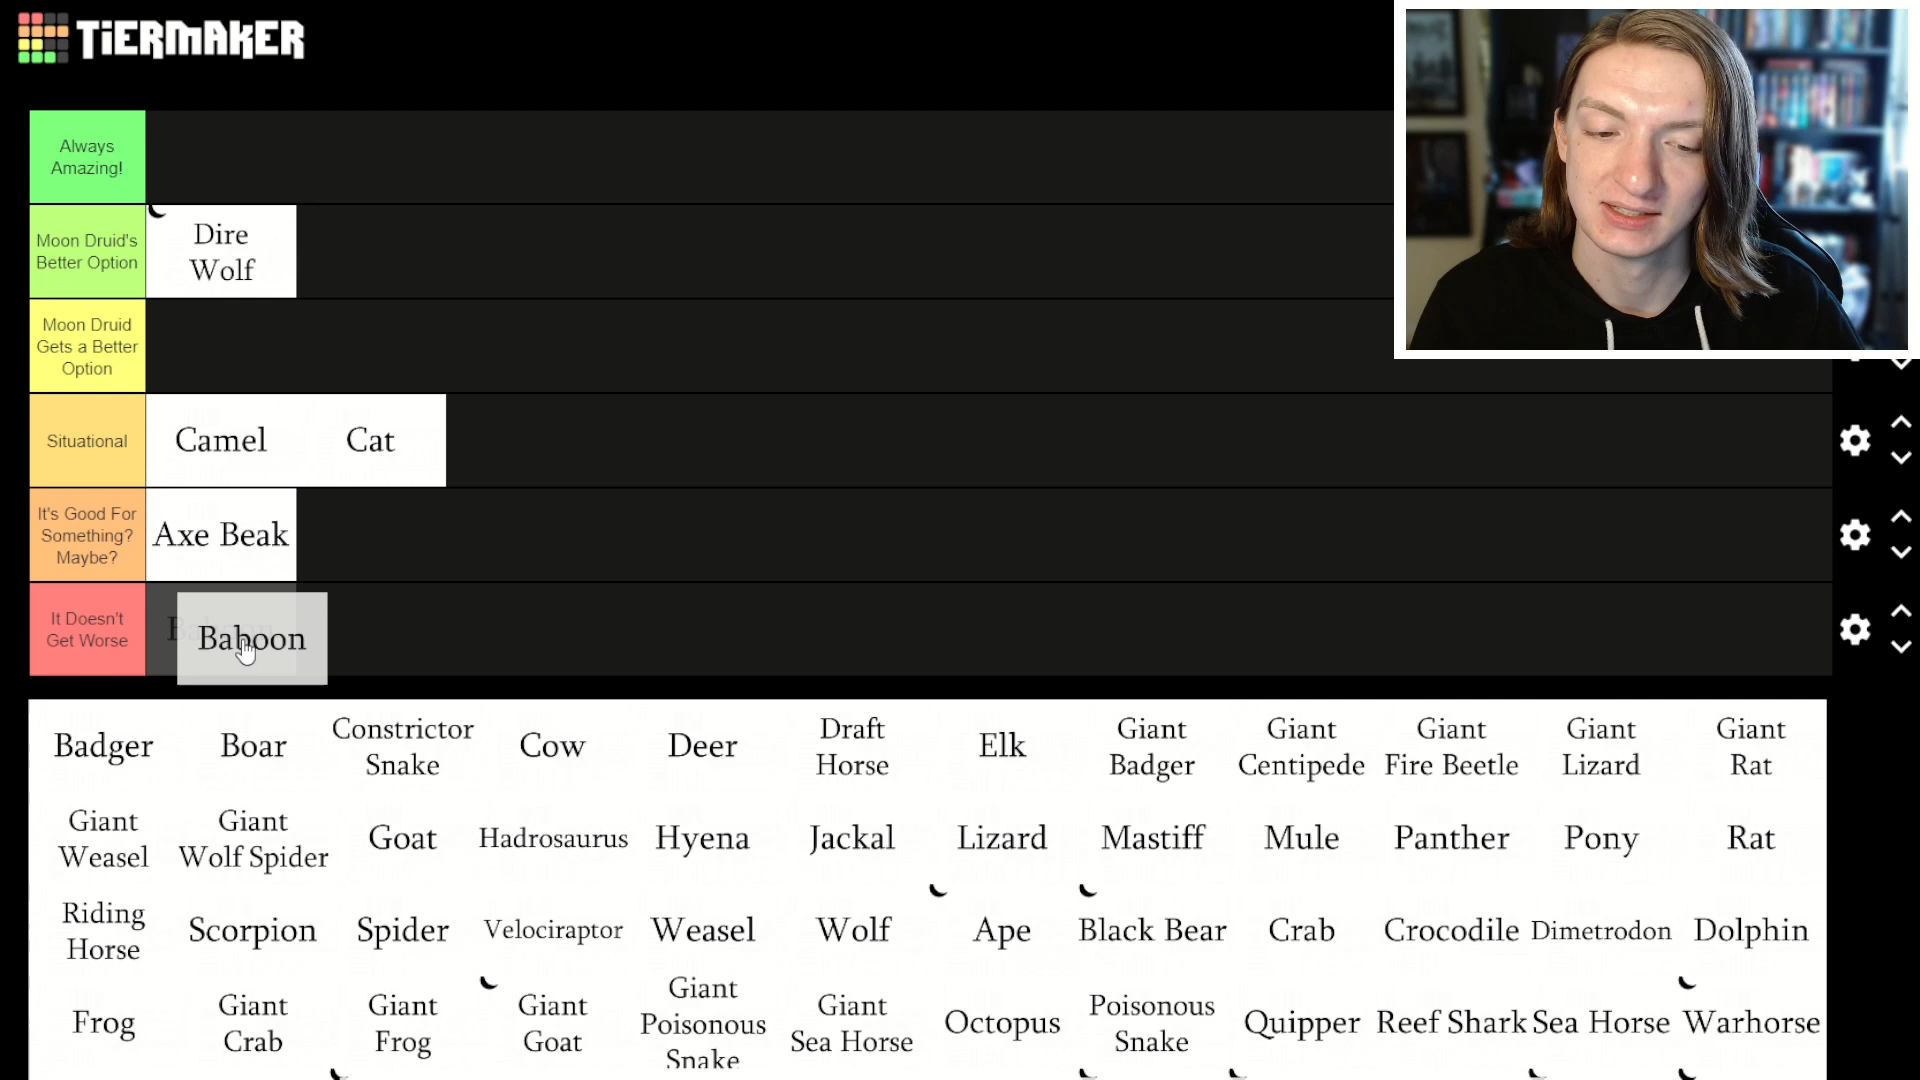 TiERMAKER
Always
Amazing!
Moon Druid's
Better Option
Dire
Wolf
Moon Druid
Gets a Better
Option
Situational
Camel
Cat
It's Good For
Something?
Maybe?
Axe Beak
It Doesn't
Get Worse
Baboon
Badger
Boar
Constrictor
Snake
Cow
Deer
Draft
Horse
Elk
Giant
Badger
Giant
Centipede
Giant
Fire Beetle
Giant
Lizard
Giant
Rat
Giant
Weasel
Giant
Wolf Spider
Goat
Hadrosaurus
Hyena
Jackal
Lizard
Mastiff
Mule
Panther
Pony
Rat
Riding
Horse
Scorpion
Spider
Velociraptor
Weasel
Wolf
Ape
Black Bear
Crab
Crocodile
Dimetrodon
Dolphin
Frog
Giant
Crab
Giant
Frog
Giant
Goat
Giant
Poisonous
Snake
Giant
Sea Horse
Octopus
Poisonous
Snake
Quipper
Reef Shark
Sea Horse
Warhorse